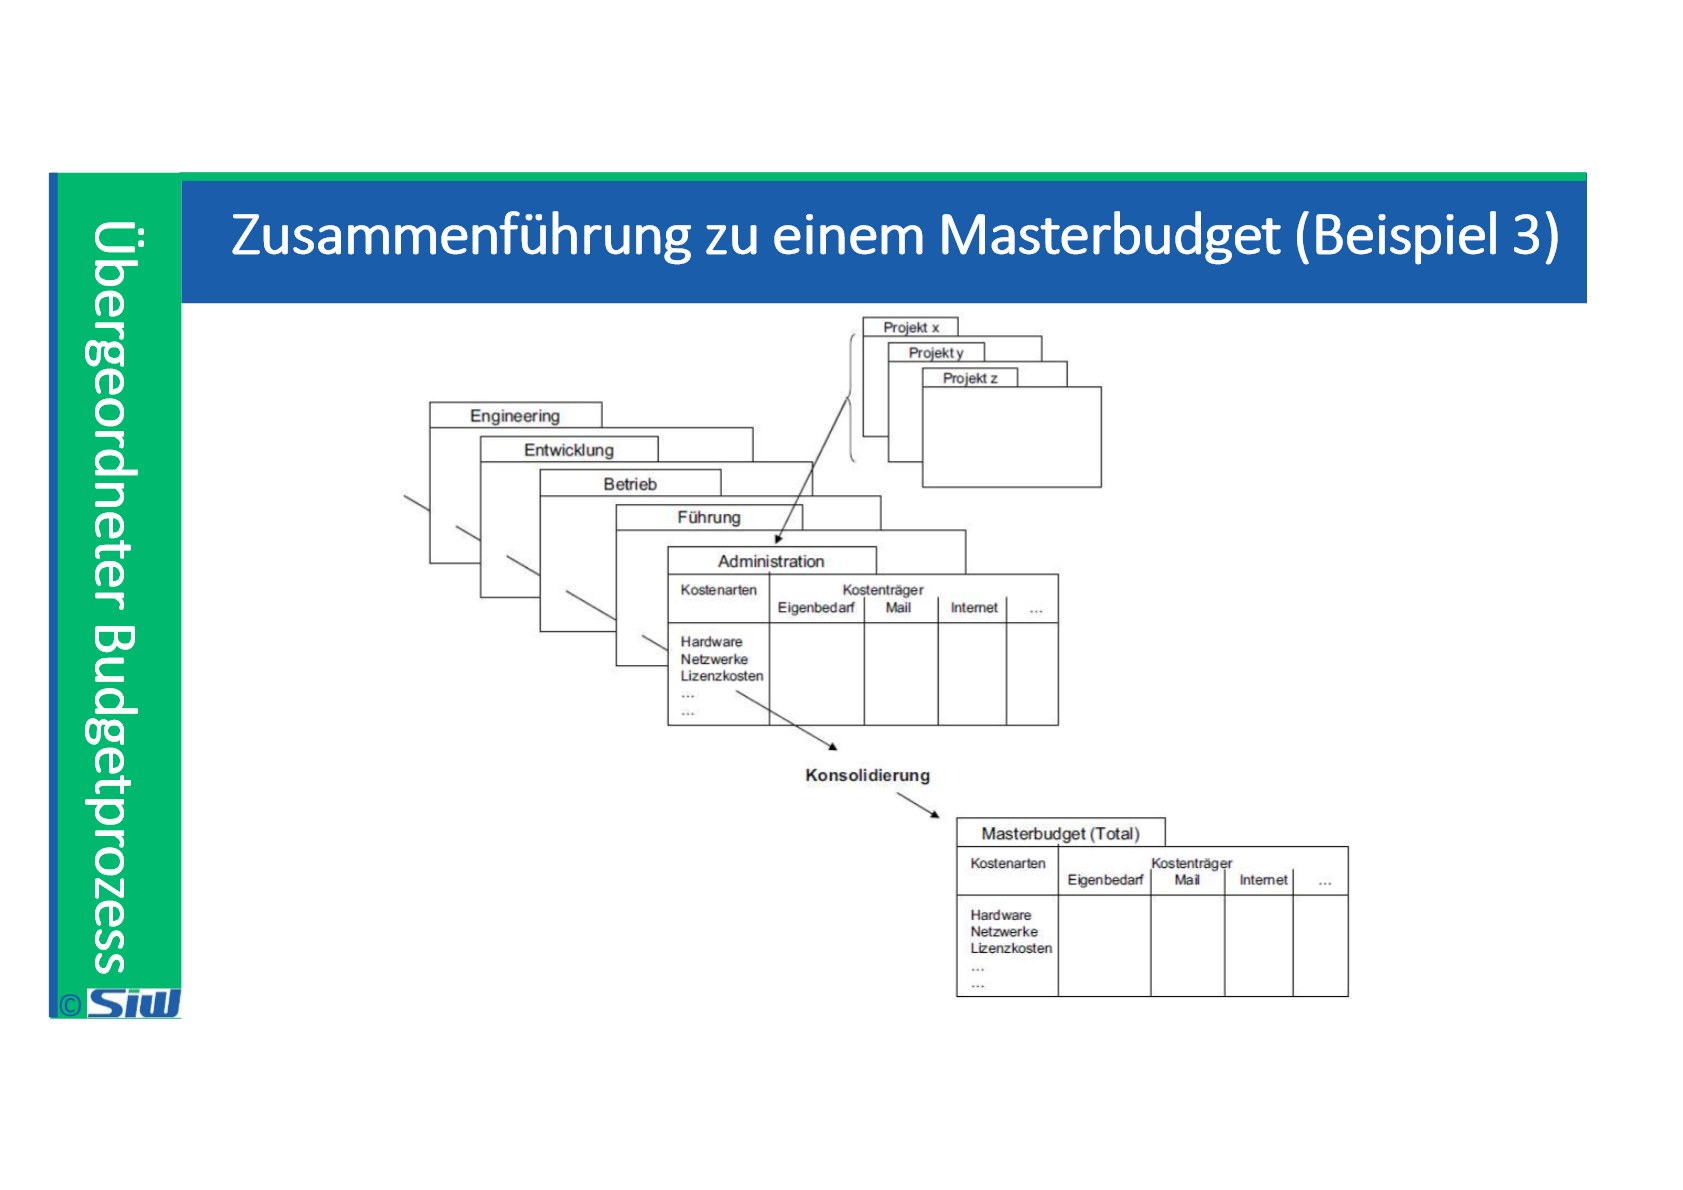 Zusammenführung zu einem Masterbudget (Beispiel 3)
Übergeordneter Budgetprozess
© SiW
Projekt x
Projekt y
Projekt z
Engineering
Entwicklung
Betrieb
Führung
Administration
Kostenarten Kostenträger
Eigenbedarf Mail Internet ...
Hardware
Netzwerke
Lizenzkosten
...
...
Konsolidierung
Masterbudget (Total)
Kostenarten Kostenträger
Eigenbedarf Mail Internet ...
Hardware
Netzwerke
Lizenzkosten
...
...